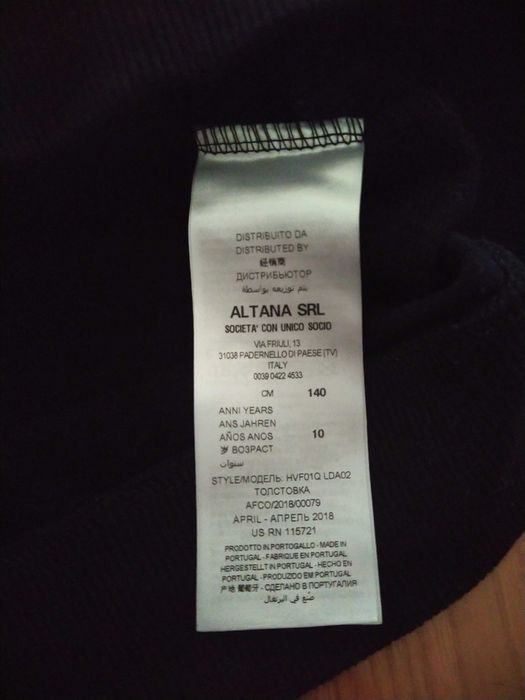 DISTRIBUITO DA
DISTRIBUTED BY
经销商
ДИСТРИБЬЮТОР
يتم توزيعه بواسطة
ALTANA SRL
SOCIETA' CON UNICO SOCIO
VIA FRIULI, 13
31038 PADERNELLO DI PAESE (TV)
ITALY
0039 0422 4533
CM 140
ANNI YEARS
ANS JAHREN
AÑOS ANOS 10
岁 ВОЗРАСТ
سنوات
STYLE/МОДЕЛЬ: HVF01Q LDA02
ТОЛСТОВКА
AFCO/2018/00079
APRIL - АПРЕЛЬ 2018
US RN 115721
PRODOTTO IN PORTOGALLO - MADE IN
PORTUGAL - FABRIQUE EN PORTUGAL
HERGESTELLT IN PORTUGAL - HECHO EN
PORTUGAL - PRODUZIDO EM PORTUGAL
产地 葡萄牙 - СДЕЛАНО В ПОРТУГАЛИЯ
صنع في البرتغال